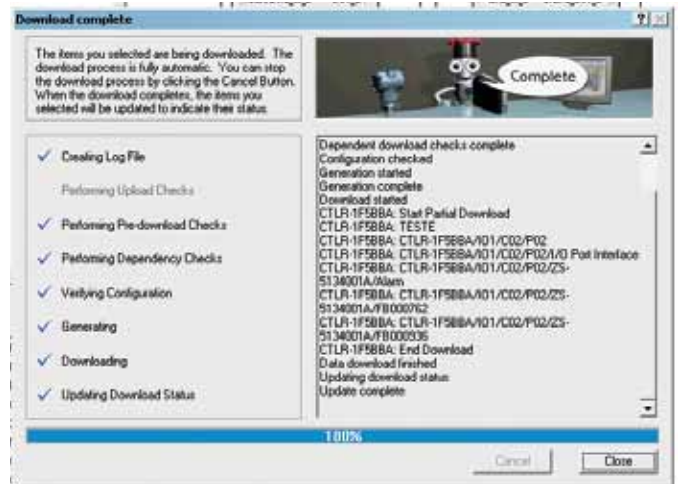 Download complete
The items you selected are being downloaded. The
download process is fully automatic. You can stop
the download process by clicking the Cancel Button.
When the download completes, the items you
selected will be updated to indicate their status
Complete
Creating Log File
Performing Upload Checks
Performing Pre-download Checks
Performing Dependency Checks
Verifying Configuration
Generating
Downloading
Updating Download Status
Dependent download checks complete
Configuration checked
Generation started
Generation complete
Download started
CTLR-1F5BBA: Start Partial Download
CTLR-1F5BBA: TESTE
CTLR-1F5BBA: CTLR-1F5BBA/IO1/C02/P02
CTLR-1F5BBA: CTLR-1F5BBA/IO1/C02/P02/I/O Port Interface
CTLR-1F5BBA: CTLR-1F5BBA/IO1/C02/P02/ZS-
5134001A/Alarm
CTLR-1F5BBA: CTLR-1F5BBA/IO1/C02/P02/ZS-
5134001A/FB000762
CTLR-1F5BBA: CTLR-1F5BBA/IO1/C02/P02/ZS-
5134001A/FB000936
CTLR-1F5BBA: End Download
Data download finished
Updating download status
Update complete
100%
Cancel
Close